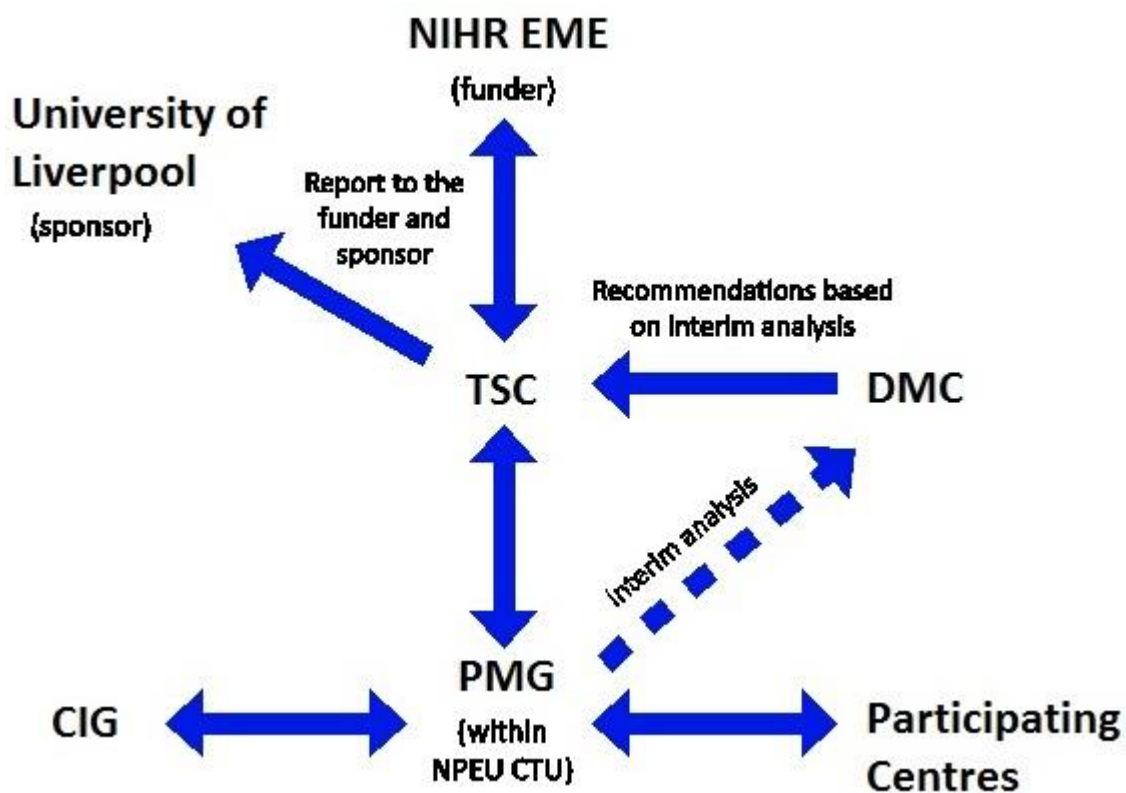 NIHR EME
(funder)
University of
Liverpool
(sponsor)
Report to the
funder and
sponsor
Recommendations based
on interim analysis
TSC
DMC
Interim analysis
CIG
PMG
(within
NPEU CTU)
Participating
Centres